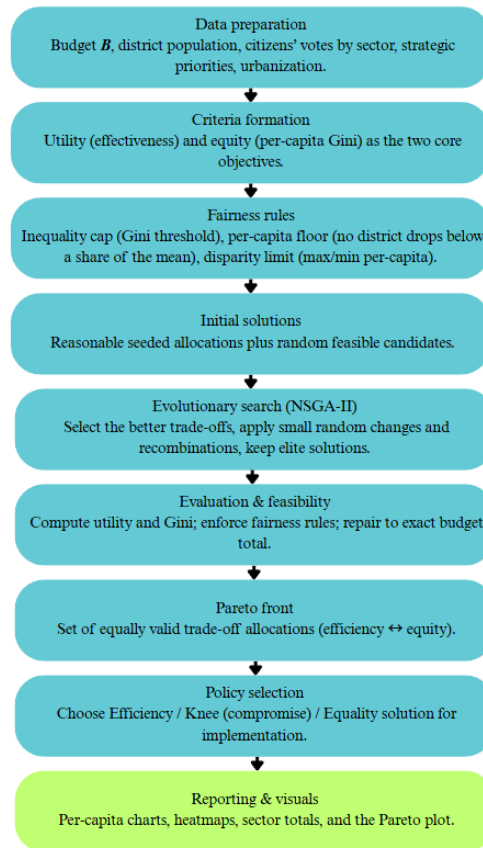 Data preparation
Budget B, district population, citizens' votes by sector, strategic
priorities, urbanization.
Criteria formation
Utility (effectiveness) and equity (per-capita Gini) as the two core
objectives.
Fairness rules
Inequality cap (Gini threshold), per-capita floor (no district drops below
a share of the mean), disparity limit (max/min per-capita).
Initial solutions
Reasonable seeded allocations plus random feasible candidates.
Evolutionary search (NSGA-II)
Select the better trade-offs, apply small random changes and
recombinations, keep elite solutions.
Evaluation & feasibility
Compute utility and Gini; enforce fairness rules; repair to exact budget
total.
Pareto front
Set of equally valid trade-off allocations (efficiency ↔ equity).
Policy selection
Choose Efficiency / Knee (compromise) / Equality solution for
implementation.
Reporting & visuals
Per-capita charts, heatmaps, sector totals, and the Pareto plot.